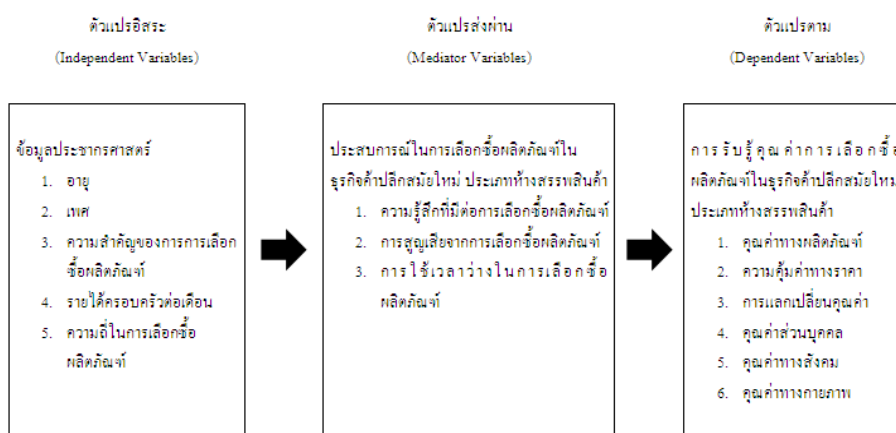 ตัวแปรอิสระ
(Independent Variables)
ข้อมูลประชากรศาสตร์
1. อายุ
2. เพศ
3. ความสำคัญของการการเลือก
ซื้อผลิตภัณฑ์
4. รายได้ครอบครัวต่อเดือน
5. ความถี่ในการเลือกซื้อ
ผลิตภัณฑ์
ตัวแปรส่งผ่าน
(Mediator Variables)
ประสบการณ์ในการเลือกซื้อผลิตภัณฑ์ใน
ธุรกิจค้าปลีกสมัยใหม่ ประเภทห้างสรรพสินค้า
1. ความรู้สึกที่มีต่อการเลือกซื้อผลิตภัณฑ์
2. การสูญเสียจากการเลือกซื้อผลิตภัณฑ์
3. การใช้เวลาว่างในการเลือกซื้อ
ผลิตภัณฑ์
ตัวแปรตาม
(Dependent Variables)
การรับรู้คุณค่าการเลือกซื้อ
ผลิตภัณฑ์ในธุรกิจค้าปลีกสมัยใหม
ประเภทห้างสรรพสินค้า
1. คุณค่าทางผลิตภัณฑ์
2. ความคุ้มค่าทางราคา
3. การแลกเปลี่ยนคุณค่า
4. คุณค่าส่วนบุคคล
5. คุณค่าทางสังคม
6. คุณค่าทางกายภาพ